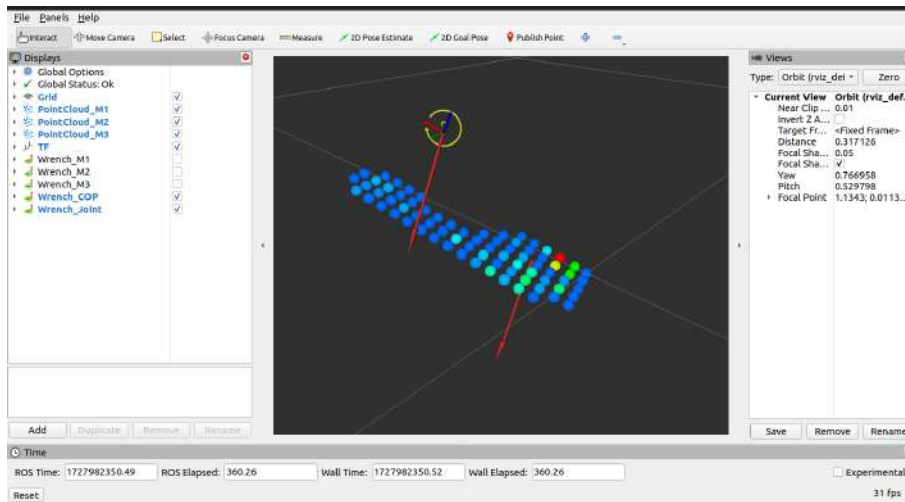 File Panels Help
Interact Move Camera Select Focus Camera Measure 2D Pose Estimate 2D Goal Pose Publish Point
Displays
Global Options
Global Status: Ok
Grid
PointCloud_M1
PointCloud_M2
PointCloud_M3
TF
Wrench_M1
Wrench_M2
Wrench_M3
Wrench_COP
Wrench_Joint
Add Duplicate Remove Rename
Views
Type: Orbit (rviz_del Zero
Current View Orbit (rviz_def.
Near Clip ... 0.01
Invert Z A...
Target Fr... <Fixed Frame>
Distance 0.317126
Focal Sha... 0.05
Focal Sha...
Yaw 0.766958
Pitch 0.529798
Focal Point 1.1343; 0.0113...
Save Remove Rename
Time
ROS Time: 1727982350.49 ROS Elapsed: 360.26 Wall Time: 1727982350.52 Wall Elapsed: 360.26 Experimental
Reset 31 fps